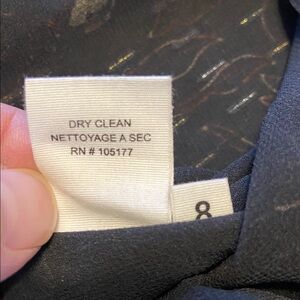 DRY CLEAN
NETTOYAGE A SEC
RN # 105177
8